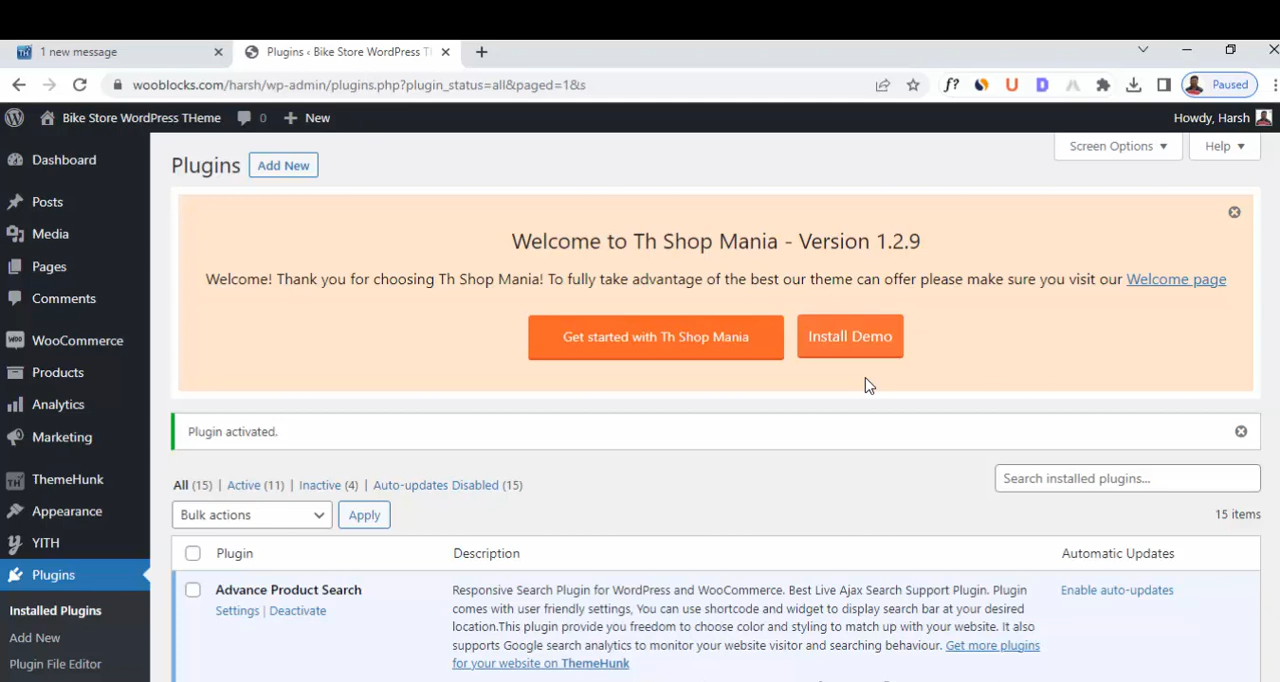 1 new message
Plugins ‹ Bike Store WordPress T
wooblocks.com/harsh/wp-admin/plugins.php?plugin_status=all&paged=1&s
f?
U
D
Paused
Bike Store WordPress THeme
0
New
Howdy, Harsh
Screen Options
Help
Dashboard
Posts
Media
Pages
Comments
WooCommerce
Products
Analytics
Marketing
ThemeHunk
Appearance
YITH
Plugins
Installed Plugins
Add New
Plugin File Editor
Plugins
Add New
Welcome to Th Shop Mania - Version 1.2.9
Welcome! Thank you for choosing Th Shop Mania! To fully take advantage of the best our theme can offer please make sure you visit our Welcome page
Get started with Th Shop Mania
Install Demo
Plugin activated.
All (15) | Active (11) | Inactive (4) | Auto-updates Disabled (15)
Search installed plugins...
Bulk actions
Apply
15 items
Plugin
Description
Automatic Updates
Advance Product Search
Settings | Deactivate
Responsive Search Plugin for WordPress and WooCommerce. Best Live Ajax Search Support Plugin. Plugin
comes with user friendly settings, You can use shortcode and widget to display search bar at your desired
location.This plugin provide you freedom to choose color and styling to match up with your website. It also
supports Google search analytics to monitor your website visitor and searching behaviour. Get more plugins
for your website on ThemeHunk
Enable auto-updates